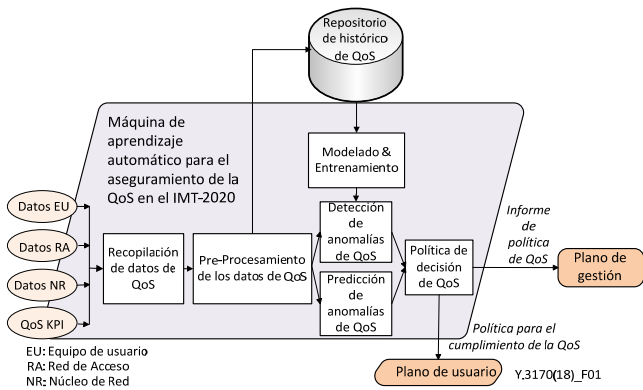 Repositorio
de histórico
de QoS
Máquina de
aprendizaje
automático para el
aseguramiento de la
QoS en el IMT-2020
Modelado &
Entrenamiento
Datos EU
Datos RA
Datos NR
QoS KPI
Recopilación
de datos de
QoS
Pre-Procesamiento
de los datos de QoS
Detección
de
anomalías
de QoS
Predicción
de
anomalías
de QoS
Política de
decisión
de QoS
Informe
de
política
de QoS
Plano de
gestión
Política para el
cumplimiento de la QoS
Plano de usuario
EU: Equipo de usuario
RA: Red de Acceso
NR: Núcleo de Red
Y,3170(18)_F01